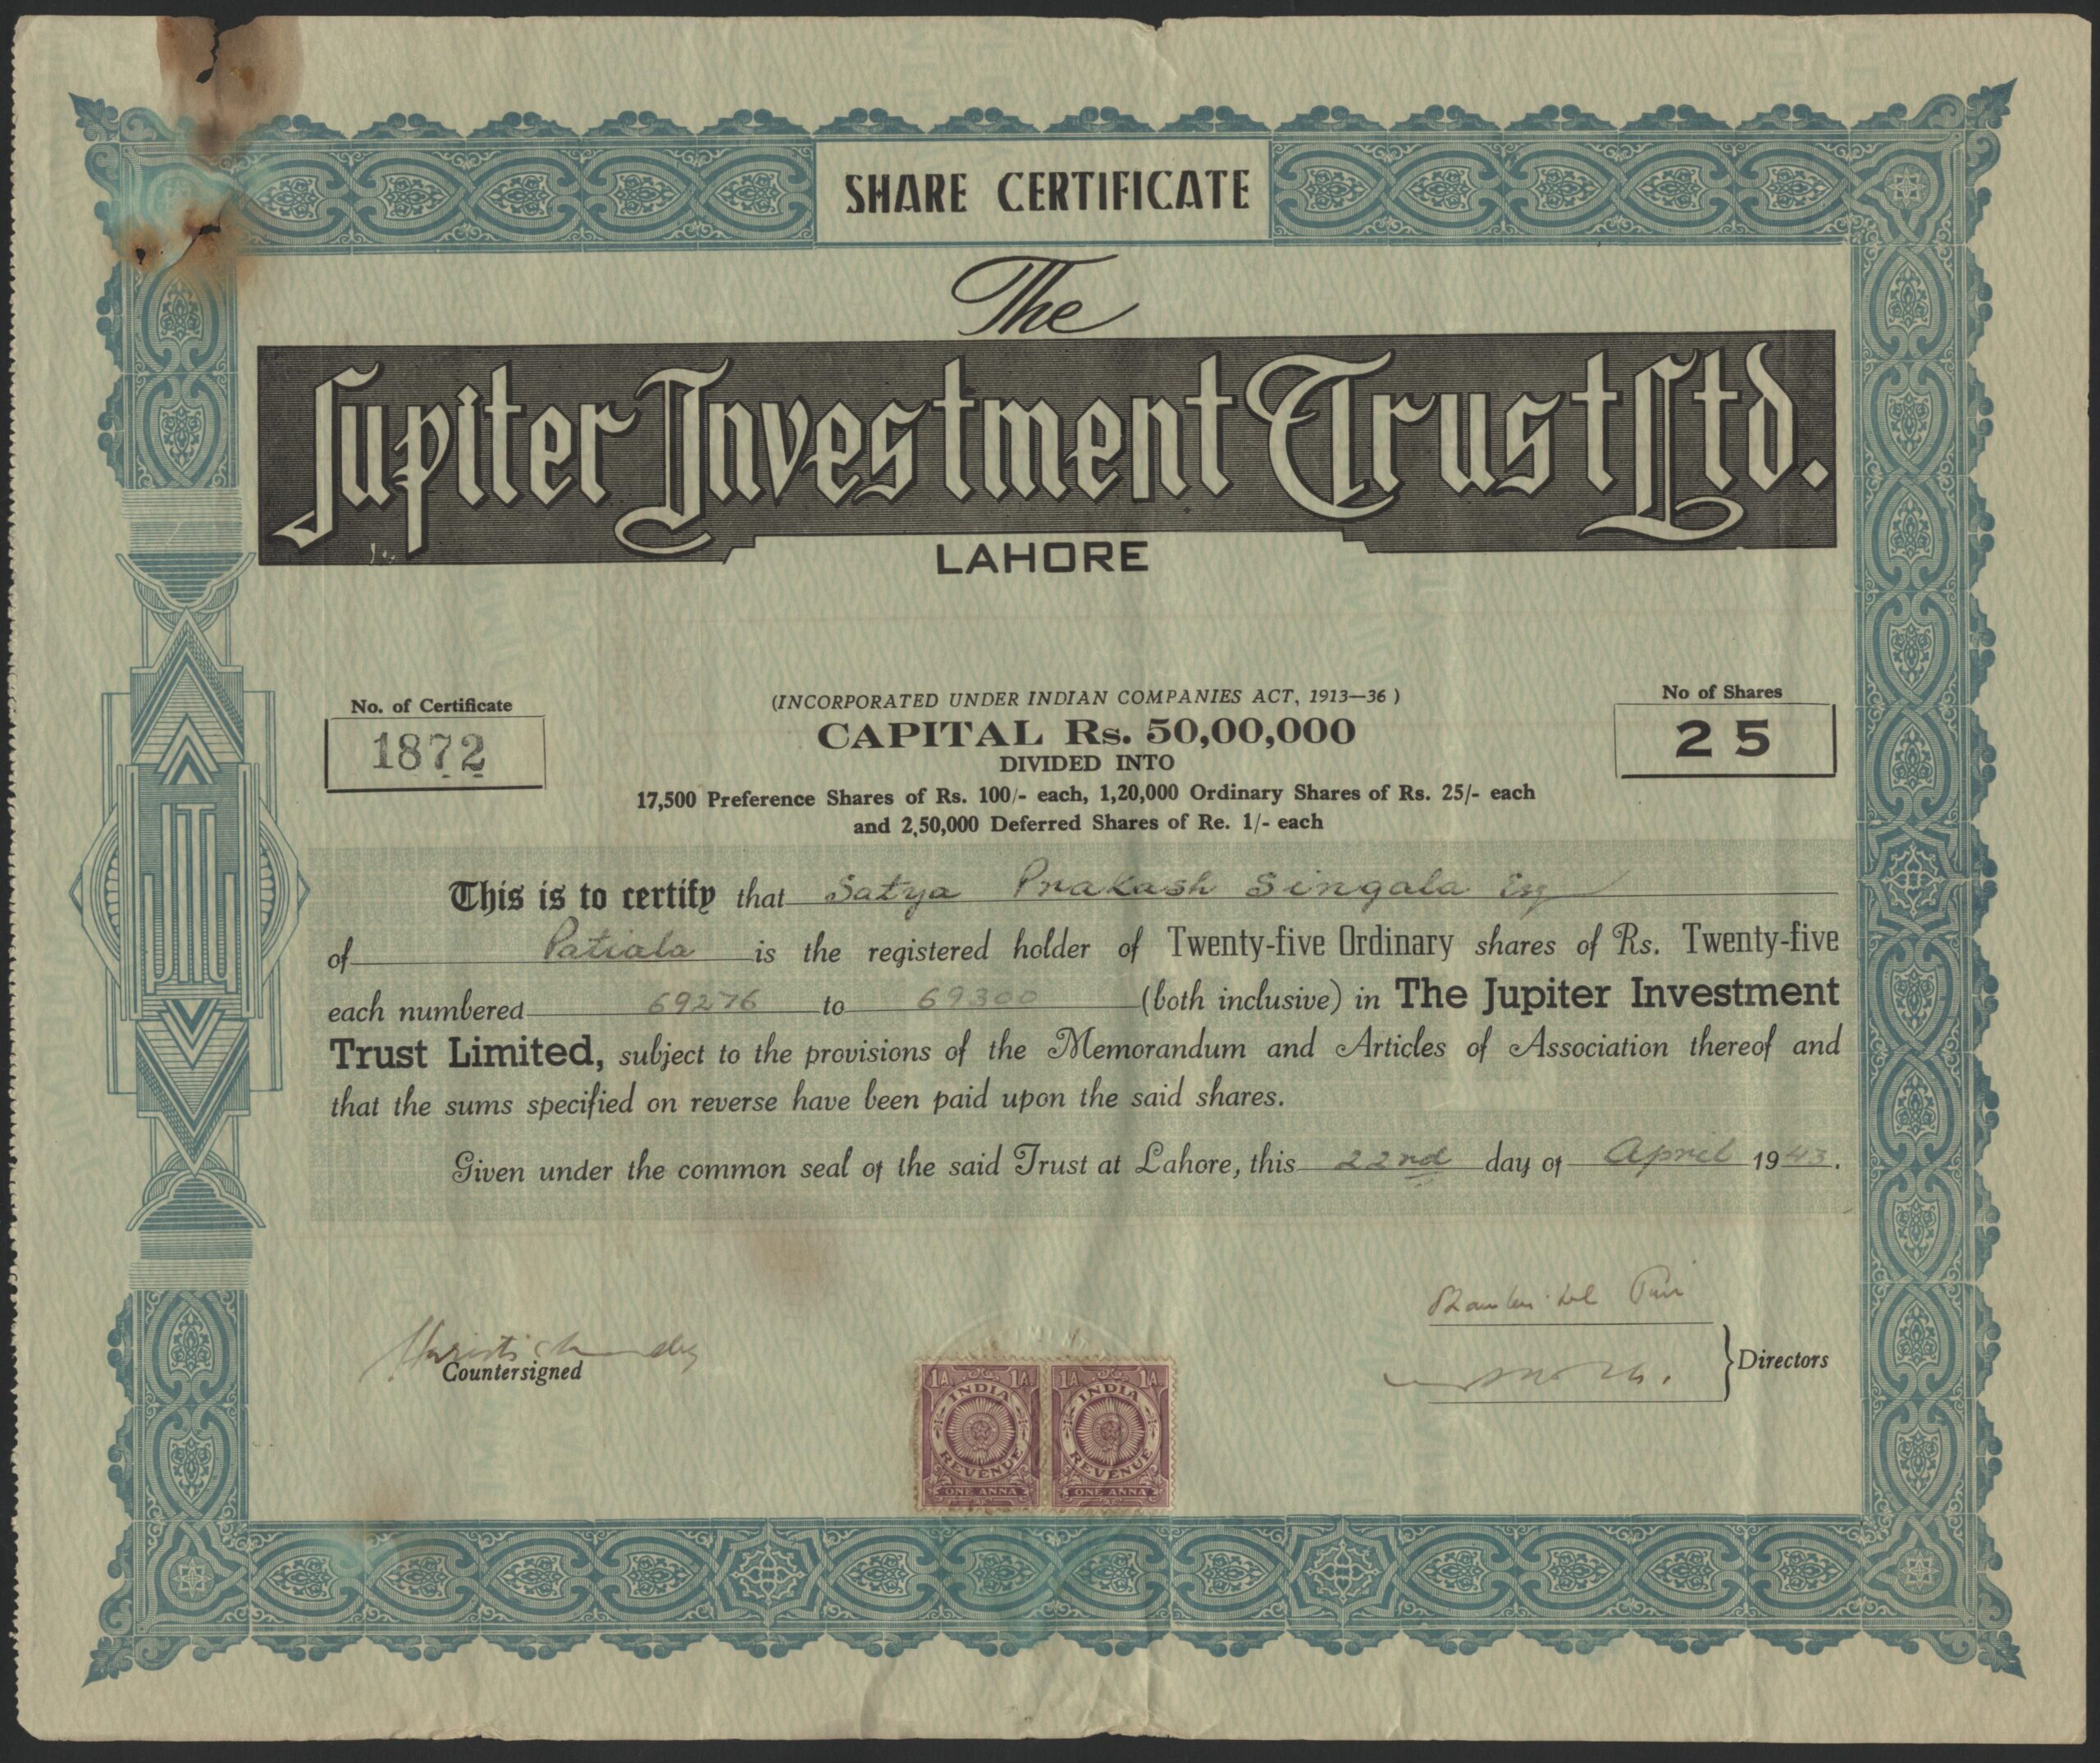 SHARE CERTIFICATE
The
Jupiter Investment Trust Ltd.
LAHORE
No. of Certificate
1872
(INCORPORATED UNDER INDIAN COMPANIES ACT, 1913—36 )
CAPITAL Rs. 50,00,000
DIVIDED INTO
17,500 Preference Shares of Rs. 100/- each, 1,20,000 Ordinary Shares of Rs. 25/- each
and 2,50,000 Deferred Shares of Re. 1/- each
No of Shares
25
JIT
This is to certify that Satya Prakash Singala Esq
of Patiala is the registered holder of Twenty-five Ordinary shares of Rs. Twenty-five
each numbered 69276 to 69300 (both inclusive) in The Jupiter Investment
Trust Limited, subject to the provisions of the Memorandum and Articles of Association thereof and
that the sums specified on reverse have been paid upon the said shares.
Given under the common seal of the said Trust at Lahore, this 22nd day of April 1943.
Countersigned
Puri
Directors
1A 1A 1A 1A
INDIA INDIA
REVENUE REVENUE
ONE ANNA ONE ANNA